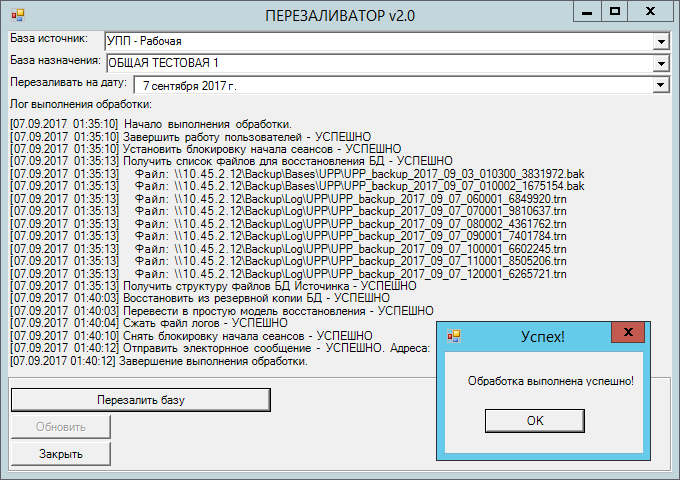 ПЕРЕЗАЛИВАТОР v2.0
База источник: УПП - Рабочая
База назначения: ОБЩАЯ ТЕСТОВАЯ 1
Перезаливать на дату: 7 сентября 2017 г.
Лог выполнения обработки:
[07.09.2017 01:35:10] Начало выполнения обработки.
[07.09.2017 01:35:10] Завершить работу пользователей - УСПЕШНО
[07.09.2017 01:35:10] Установить блокировку начала сеансов - УСПЕШНО
[07.09.2017 01:35:13] Получить список файлов для восстановления БД - УСПЕШНО
[07.09.2017 01:35:13] Файл: \\10.45.2.12\Backup\Bases\UPP\UPP_backup_2017_09_03_010300_3831972.bak
[07.09.2017 01:35:13] Файл: \\10.45.2.12\Backup\Bases\UPP\UPP_backup_2017_09_07_010002_1675154.bak
[07.09.2017 01:35:13] Файл: \\10.45.2.12\Backup\Log\UPP\UPP_backup_2017_09_07_060001_6849920.trn
[07.09.2017 01:35:13] Файл: \\10.45.2.12\Backup\Log\UPP\UPP_backup_2017_09_07_070001_9810637.trn
[07.09.2017 01:35:13] Файл: \\10.45.2.12\Backup\Log\UPP\UPP_backup_2017_09_07_080002_4361762.trn
[07.09.2017 01:35:13] Файл: \\10.45.2.12\Backup\Log\UPP\UPP_backup_2017_09_07_090001_7401784.trn
[07.09.2017 01:35:13] Файл: \\10.45.2.12\Backup\Log\UPP\UPP_backup_2017_09_07_100001_6602245.trn
[07.09.2017 01:35:13] Файл: \\10.45.2.12\Backup\Log\UPP\UPP_backup_2017_09_07_110001_8505206.trn
[07.09.2017 01:35:13] Файл: \\10.45.2.12\Backup\Log\UPP\UPP_backup_2017_09_07_120001_6265721.trn
[07.09.2017 01:35:13] Получить структуру файлов БД Источинка - УСПЕШНО
[07.09.2017 01:40:03] Восстановить из резервной копии БД - УСПЕШНО
[07.09.2017 01:40:03] Перевести в простую модель восстановления - УСПЕШНО
[07.09.2017 01:40:04] Сжать файл логов - УСПЕШНО
[07.09.2017 01:40:10] Снять блокировку начала сеансов - УСПЕШНО
[07.09.2017 01:40:12] Отправить электорнное сообщение - УСПЕШНО. Адреса:
[07.09.2017 01:40:12] Завершение выполнения обработки.
Успех!
Обработка выполнена успешно!
OK
Перезалить базу
Обновить
Закрыть